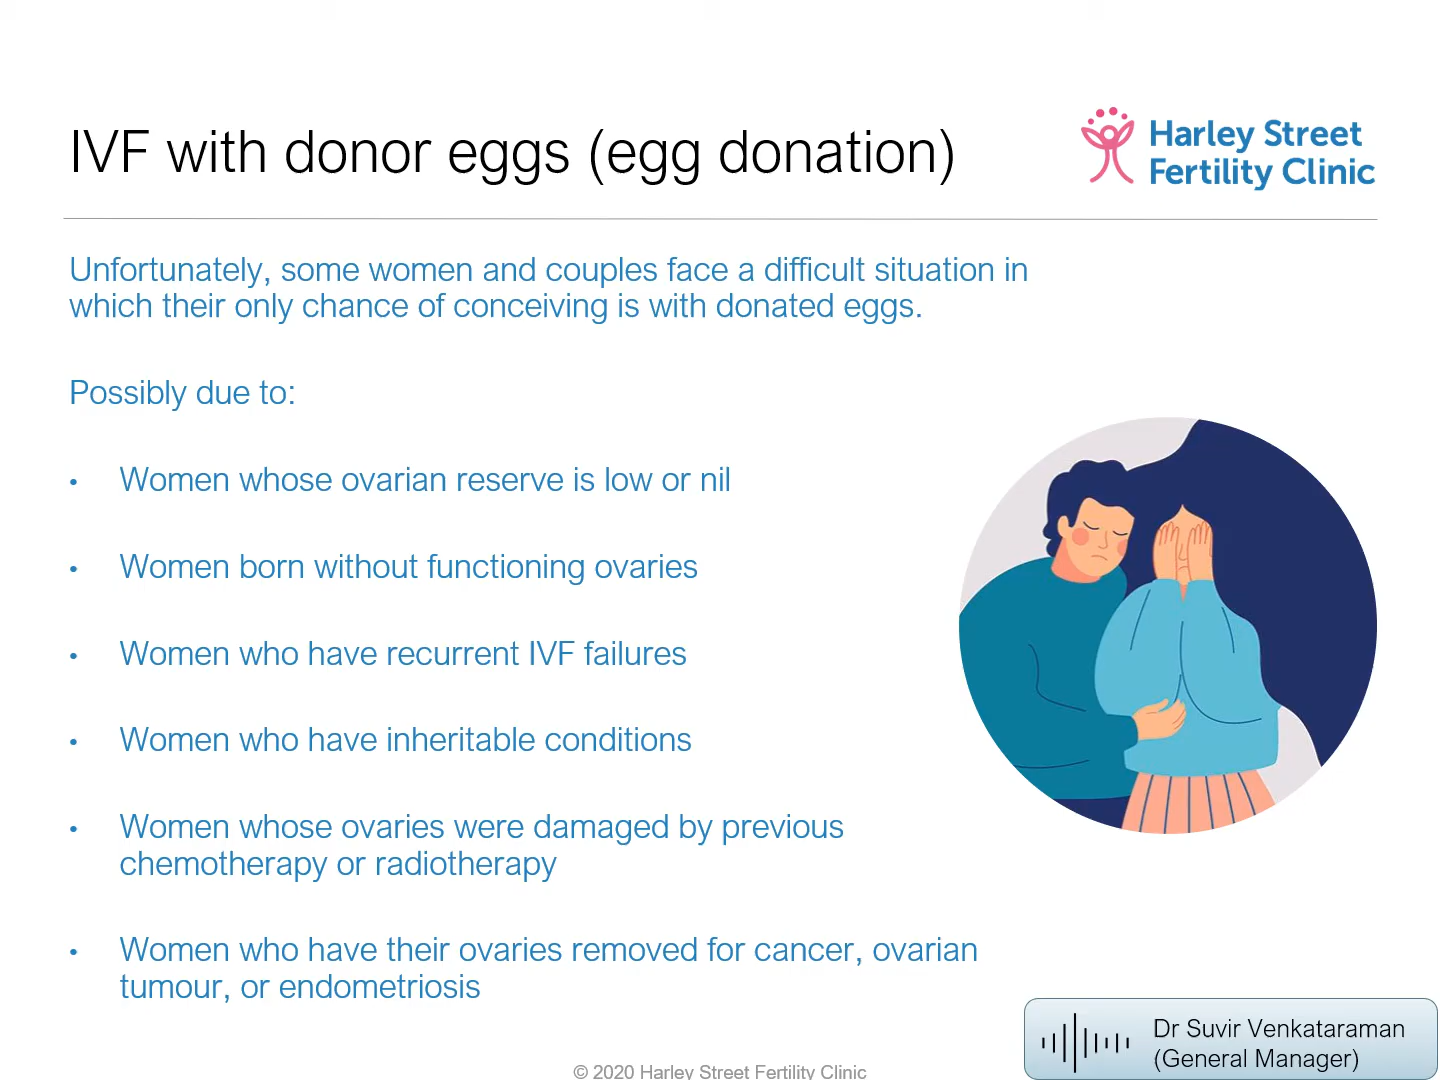 IVF with donor eggs (egg donation)
Harley Street
Fertility Clinic
Unfortunately, some women and couples face a difficult situation in
which their only chance of conceiving is with donated eggs.
Possibly due to:
• Women whose ovarian reserve is low or nil
• Women born without functioning ovaries
• Women who have recurrent IVF failures
• Women who have inheritable conditions
• Women whose ovaries were damaged by previous
chemotherapy or radiotherapy
• Women who have their ovaries removed for cancer, ovarian
tumour, or endometriosis
Dr Suvir Venkataraman
(General Manager)
© 2020 Harley Street Fertility Clinic